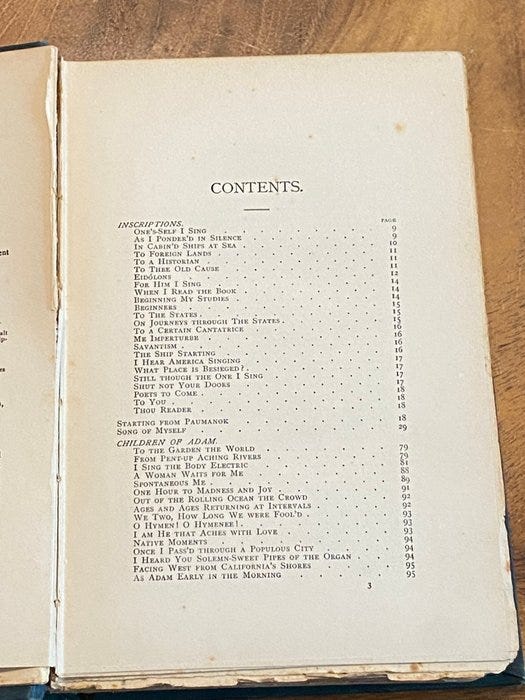 CONTENTS.
PAGE
INSCRIPTIONS.
ONE'S-SELF I SING 9
AS I PONDER'D IN SILENCE 9
IN CABIN'D SHIPS AT SEA 10
TO FOREIGN LANDS 11
TO A HISTORIAN 11
TO THEE OLD CAUSE 11
EIDÓLONS 12
FOR HIM I SING 14
WHEN I READ THE BOOK 14
BEGINNING MY STUDIES 14
BEGINNERS 15
TO THE STATES 15
ON JOURNEYS THROUGH THE STATES 15
TO A CERTAIN CANTATRICE 16
ME IMPERTURBE 16
SAVANTISM 16
THE SHIP STARTING 16
I HEAR AMERICA SINGING 17
WHAT PLACE IS BESIEGED? 17
STILL THOUGH THE ONE I SING 17
SHUT NOT YOUR DOORS 17
POETS TO COME 18
TO YOU 18
THOU READER 18
STARTING FROM PAUMANOK 18
SONG OF MYSELF 29
CHILDREN OF ADAM.
TO THE GARDEN THE WORLD 79
FROM PENT-UP ACHING RIVERS 79
I SING THE BODY ELECTRIC 81
A WOMAN WAITS FOR ME 88
SPONTANEOUS ME 89
ONE HOUR TO MADNESS AND JOY 91
OUT OF THE ROLLING OCEAN THE CROWD 92
AGES AND AGES RETURNING AT INTERVALS 92
WE TWO, HOW LONG WE WERE FOOL'D 93
O HYMEN! O HYMENEE! 93
I AM HE THAT ACHES WITH LOVE 93
NATIVE MOMENTS 94
ONCE I PASS'D THROUGH A POPULOUS CITY 94
I HEARD YOU SOLEMN-SWEET PIPES OF THE ORGAN 94
FACING WEST FROM CALIFORNIA'S SHORES 95
AS ADAM EARLY IN THE MORNING 95
3